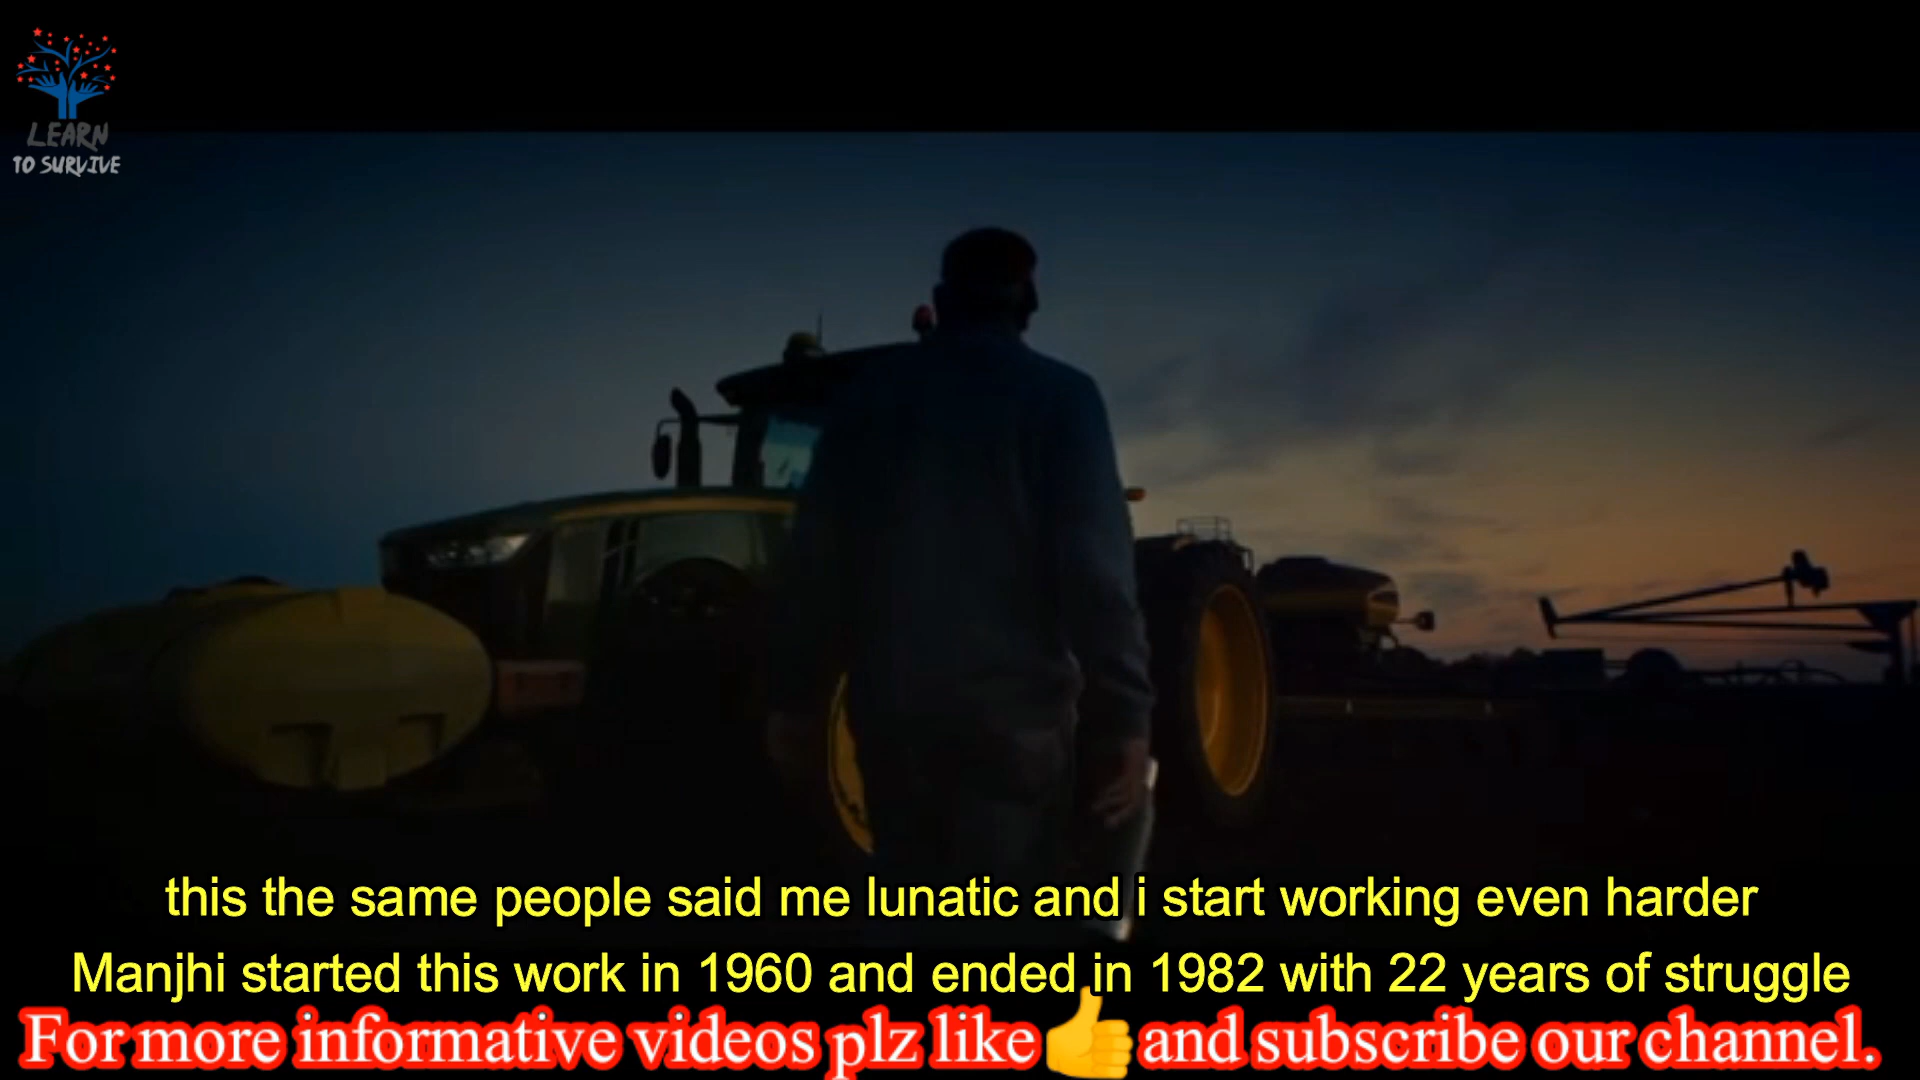 LEARN
TO SURVIVE
this the same people said me lunatic and i start working even harder
Manjhi started this work in 1960 and ended in 1982 with 22 years of struggle
For more informative videos plz like👍and subscribe our channel.